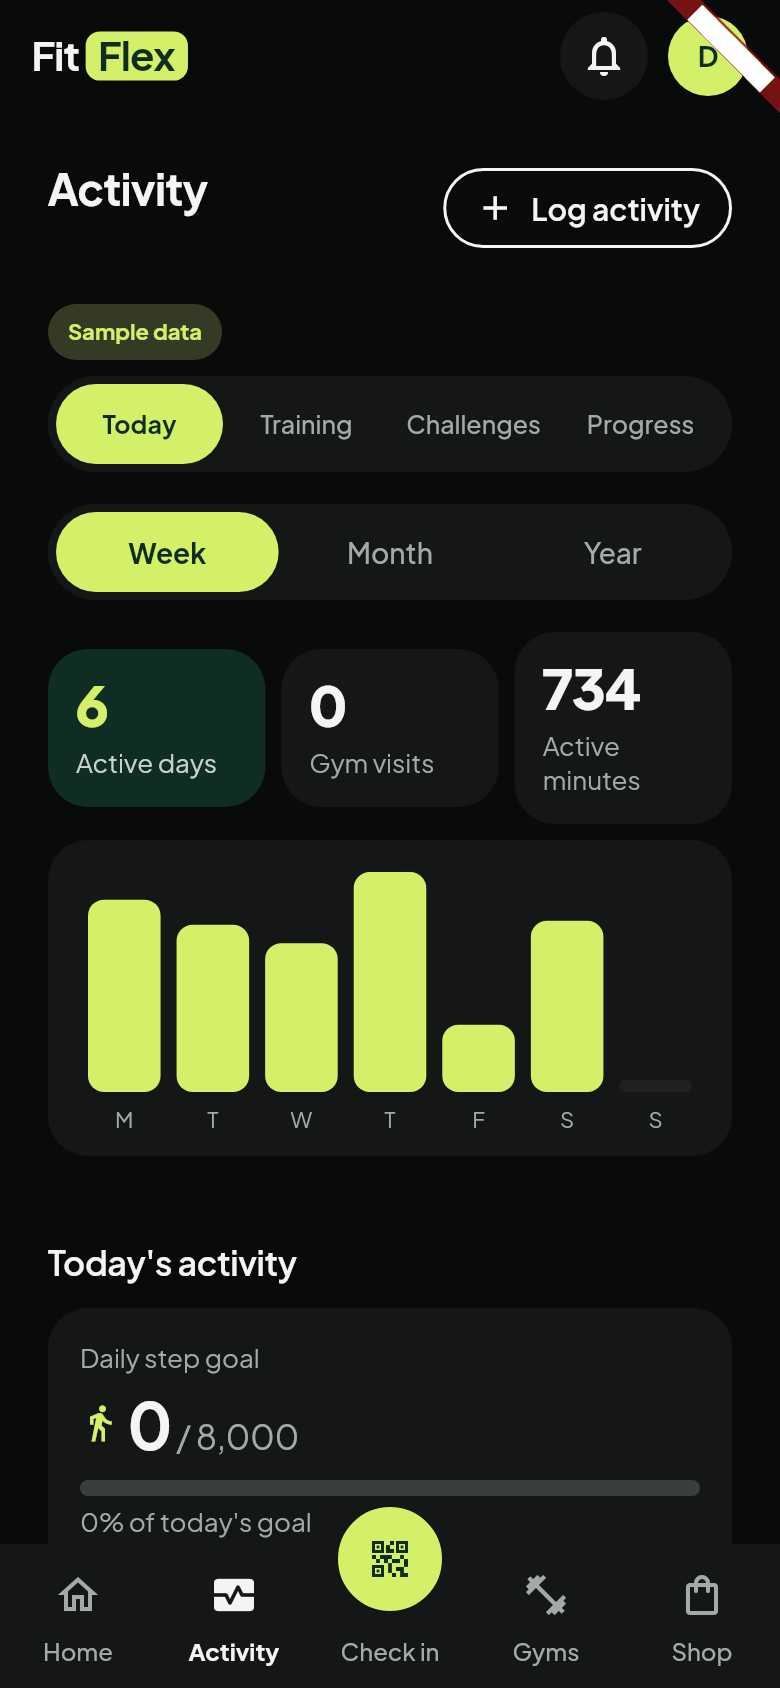 Fit Flex
D
Activity
Log activity
Sample data
Today Training Challenges Progress
Week Month Year
6
Active days
0
Gym visits
734
Active
minutes
M T W T F S S
Today's activity
Daily step goal
0 / 8,000
0% of today's goal
Home Activity Check in Gyms Shop